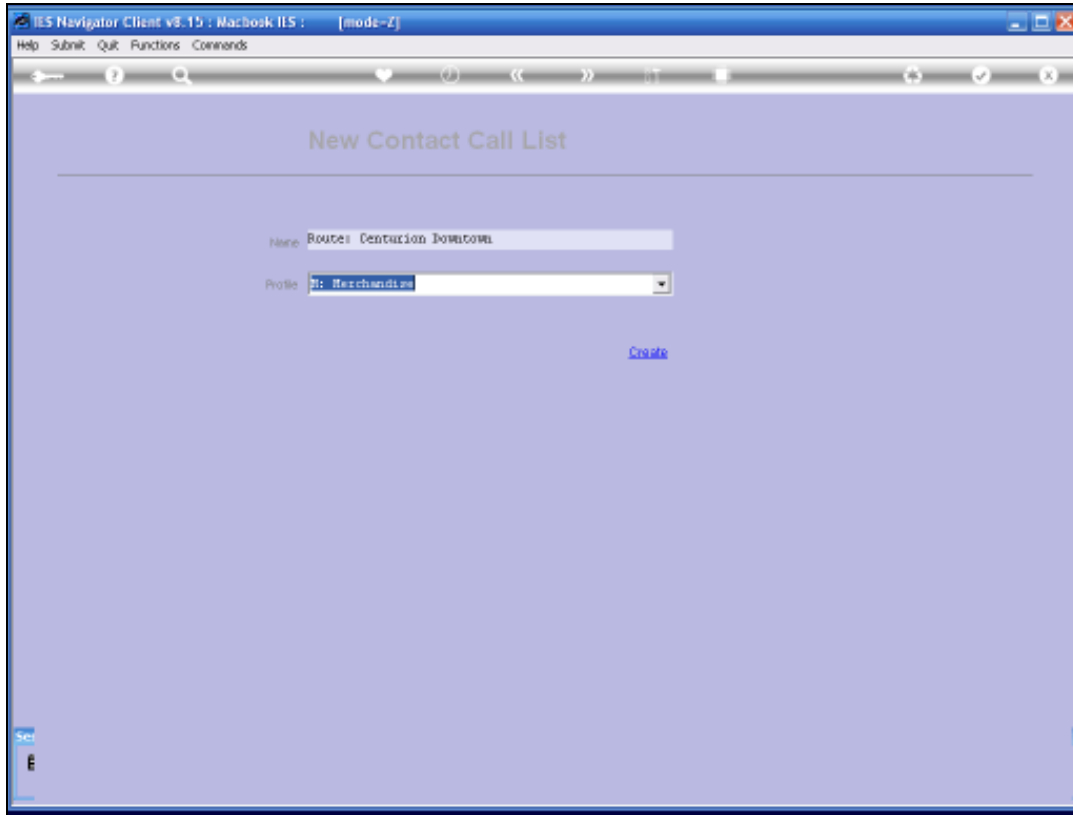 IES Navigator Client v8.15 : Macbook IES : [mode-Z]
Help Submit Quit Functions Commands
New Contact Call List
Name Route: Centurion Downtown
Profile M: Merchandize
Create